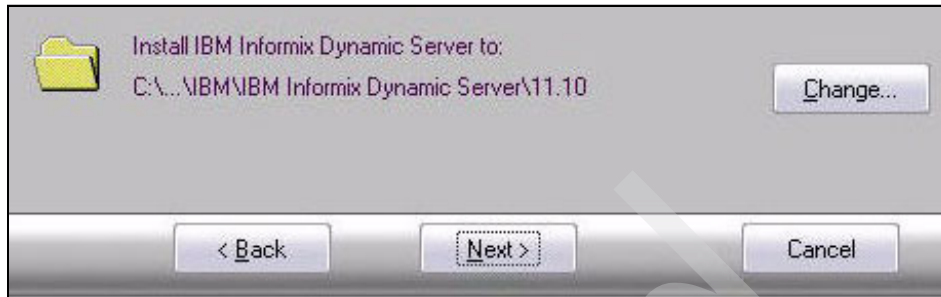 Install IBM Informix Dynamic Server to:
C:\...\IBM\IBM Informix Dynamic Server\11.10
Change...
< Back
Next >
Cancel